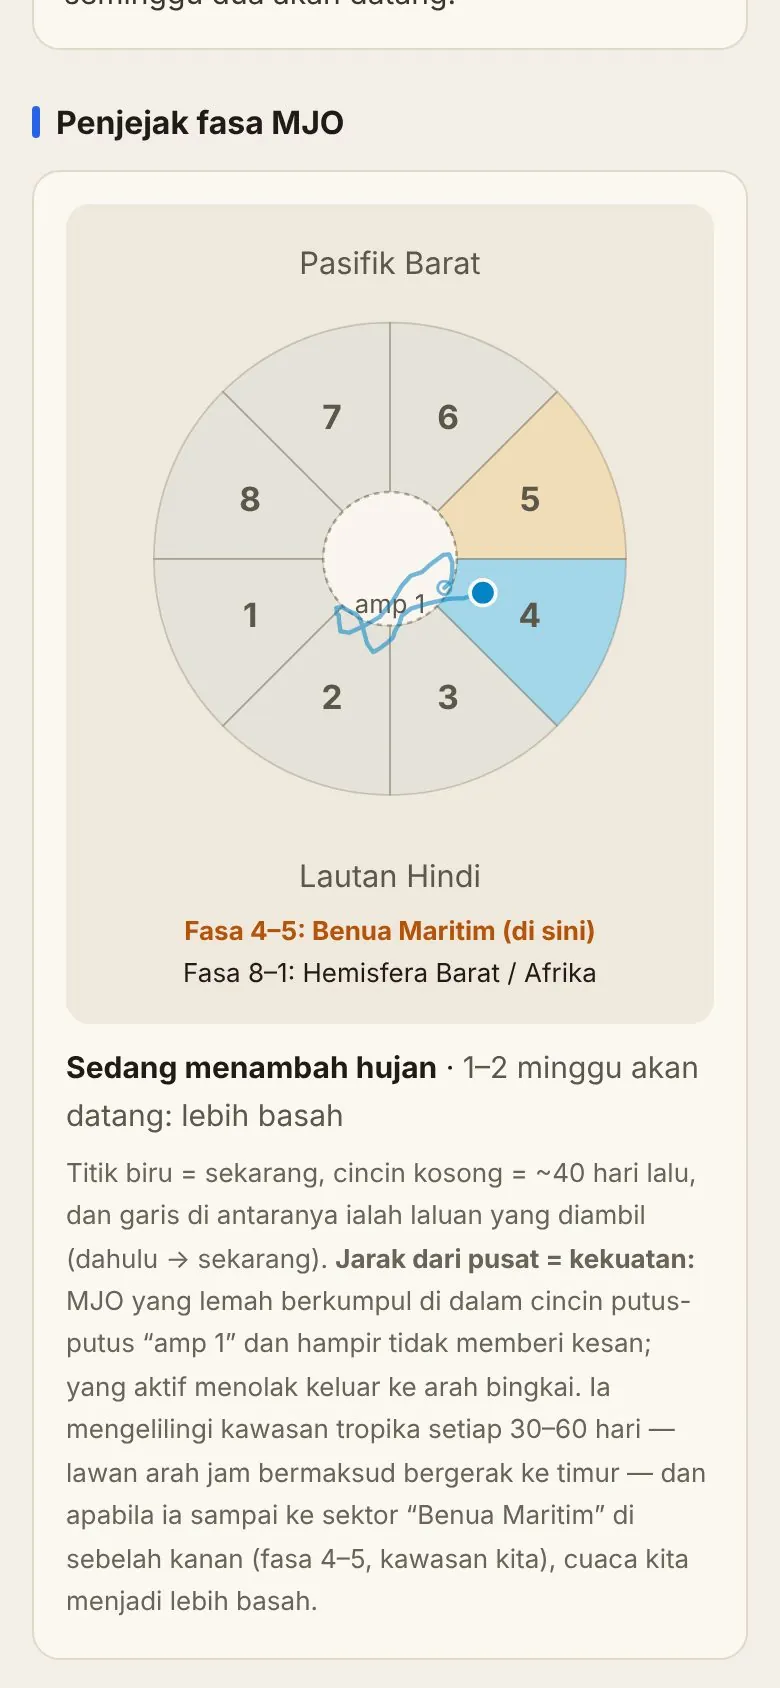 seminggu dua akan datang.
Penjejak fasa MJO
Pasifik Barat
7
6
8
5
amp 1
1
4
2
3
Lautan Hindi
Fasa 4–5: Benua Maritim (di sini)
Fasa 8–1: Hemisfera Barat / Afrika
Sedang menambah hujan · 1–2 minggu akan
datang: lebih basah
Titik biru = sekarang, cincin kosong = ~40 hari lalu,
dan garis di antaranya ialah laluan yang diambil
(dahulu → sekarang). Jarak dari pusat = kekuatan:
MJO yang lemah berkumpul di dalam cincin putus-
putus “amp 1” dan hampir tidak memberi kesan;
yang aktif menolak keluar ke arah bingkai. Ia
mengelilingi kawasan tropika setiap 30–60 hari —
lawan arah jam bermaksud bergerak ke timur — dan
apabila ia sampai ke sektor “Benua Maritim” di
sebelah kanan (fasa 4–5, kawasan kita), cuaca kita
menjadi lebih basah.